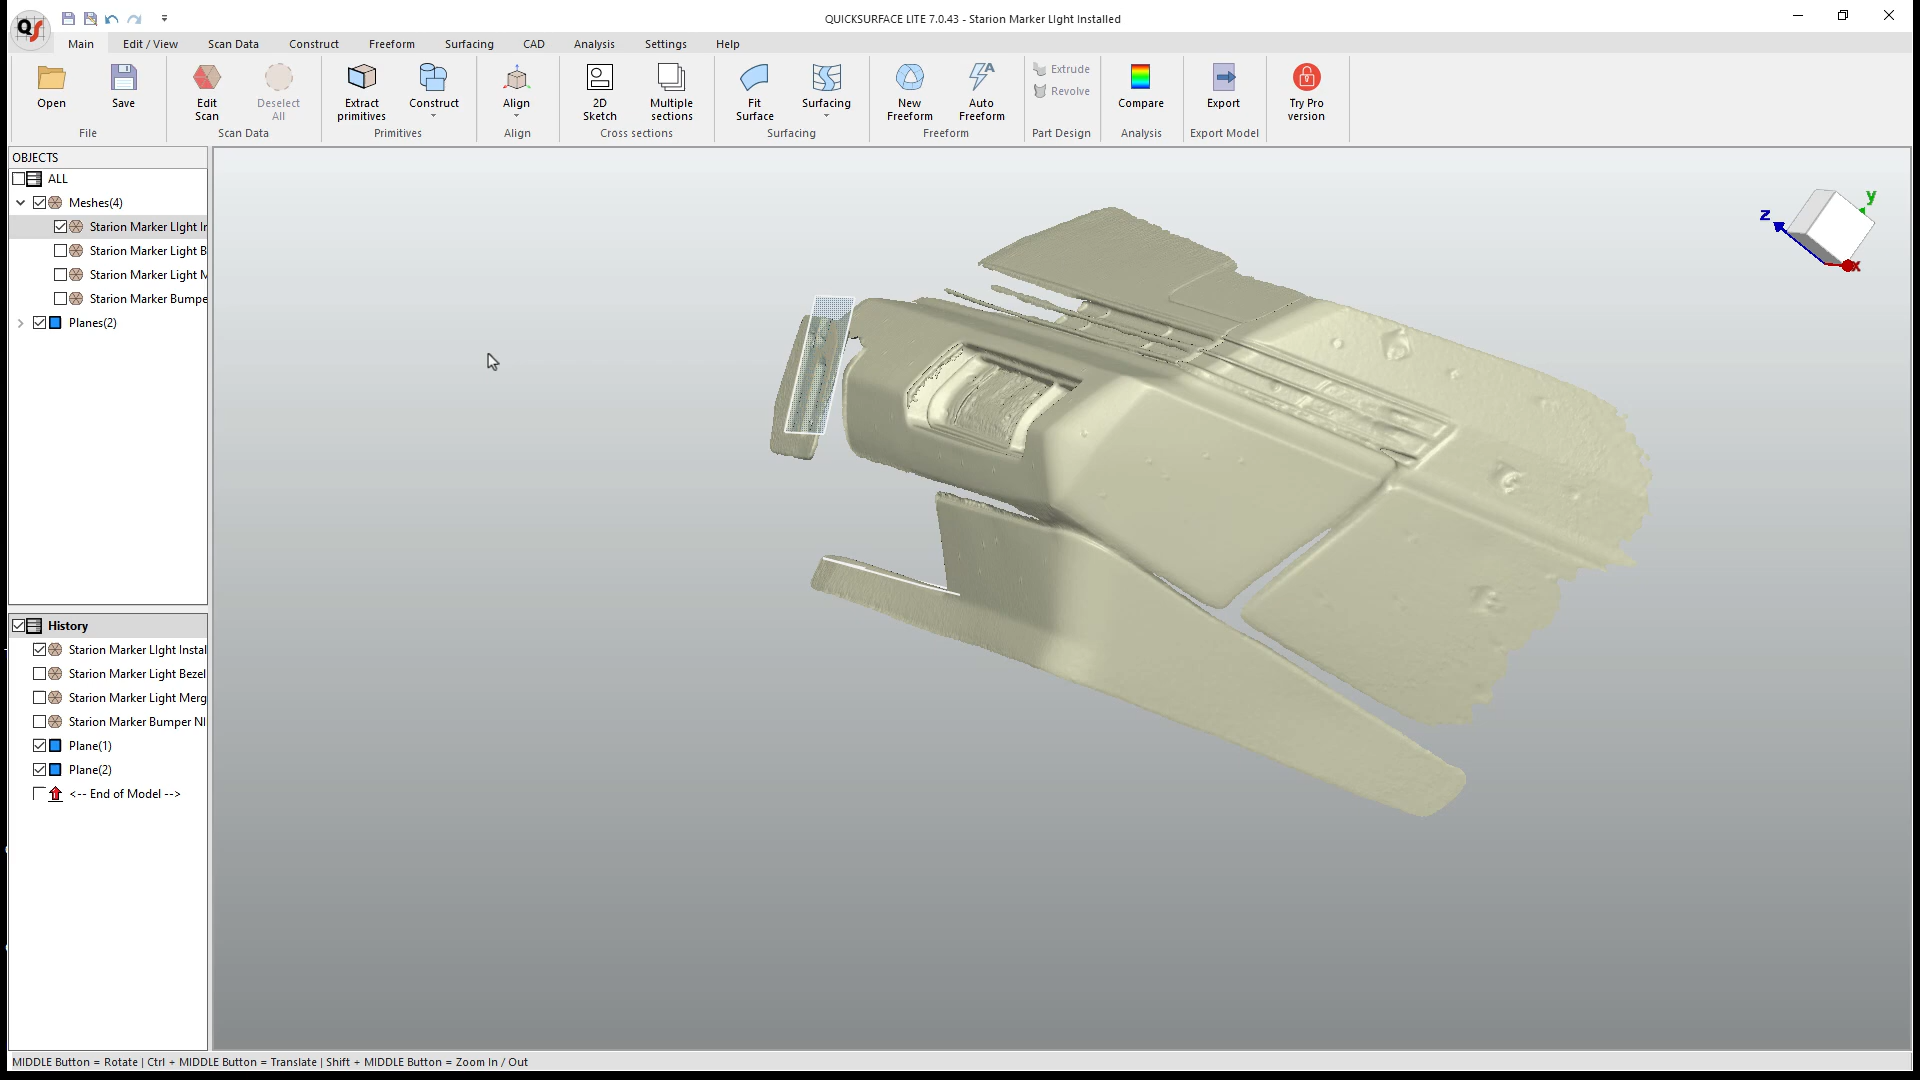 QUICKSURFACE LITE 7.0.43 - Starion Marker LIght Installed
QS
Main Edit / View Scan Data Construct Freeform Surfacing CAD Analysis Settings Help
Open Save Edit Scan Deselect All Extract primitives Construct Align 2D Sketch Multiple sections Fit Surface Surfacing New Freeform Auto Freeform Extrude Revolve Compare Export Try Pro version
File Scan Data Primitives Align Cross sections Surfacing Freeform Part Design Analysis Export Model
OBJECTS
ALL
Meshes(4)
Starion Marker LIght Ir
Starion Marker Light B
Starion Marker Light M
Starion Marker Bumpe
Planes(2)
z y x
History
Starion Marker LIght Instal
Starion Marker Light Bezel
Starion Marker Light Merg
Starion Marker Bumper NI
Plane(1)
Plane(2)
<-- End of Model -->
MIDDLE Button = Rotate | Ctrl + MIDDLE Button = Translate | Shift + MIDDLE Button = Zoom In / Out